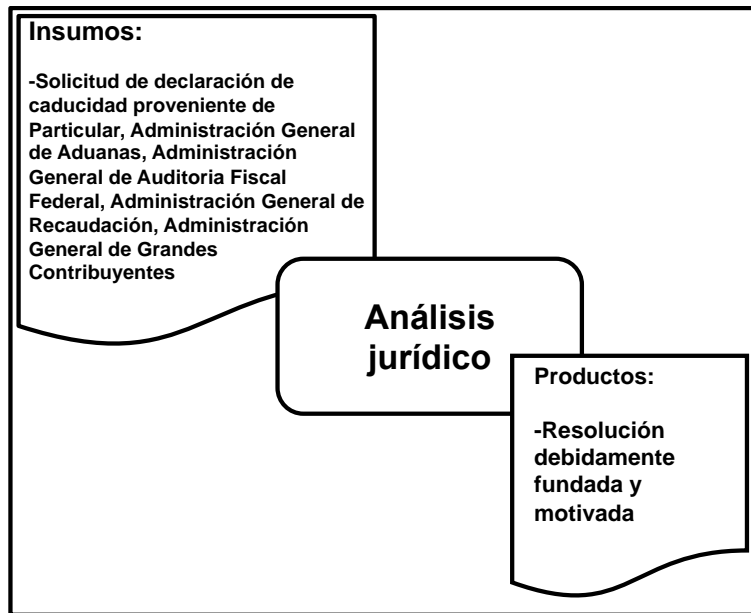 Insumos:
-Solicitud de declaración de
caducidad proveniente de
Particular, Administración General
de Aduanas, Administración
General de Auditoria Fiscal
Federal, Administración General de
Recaudación, Administración
General de Grandes
Contribuyentes
Análisis
jurídico
Productos:
-Resolución
debidamente
fundada y
motivada